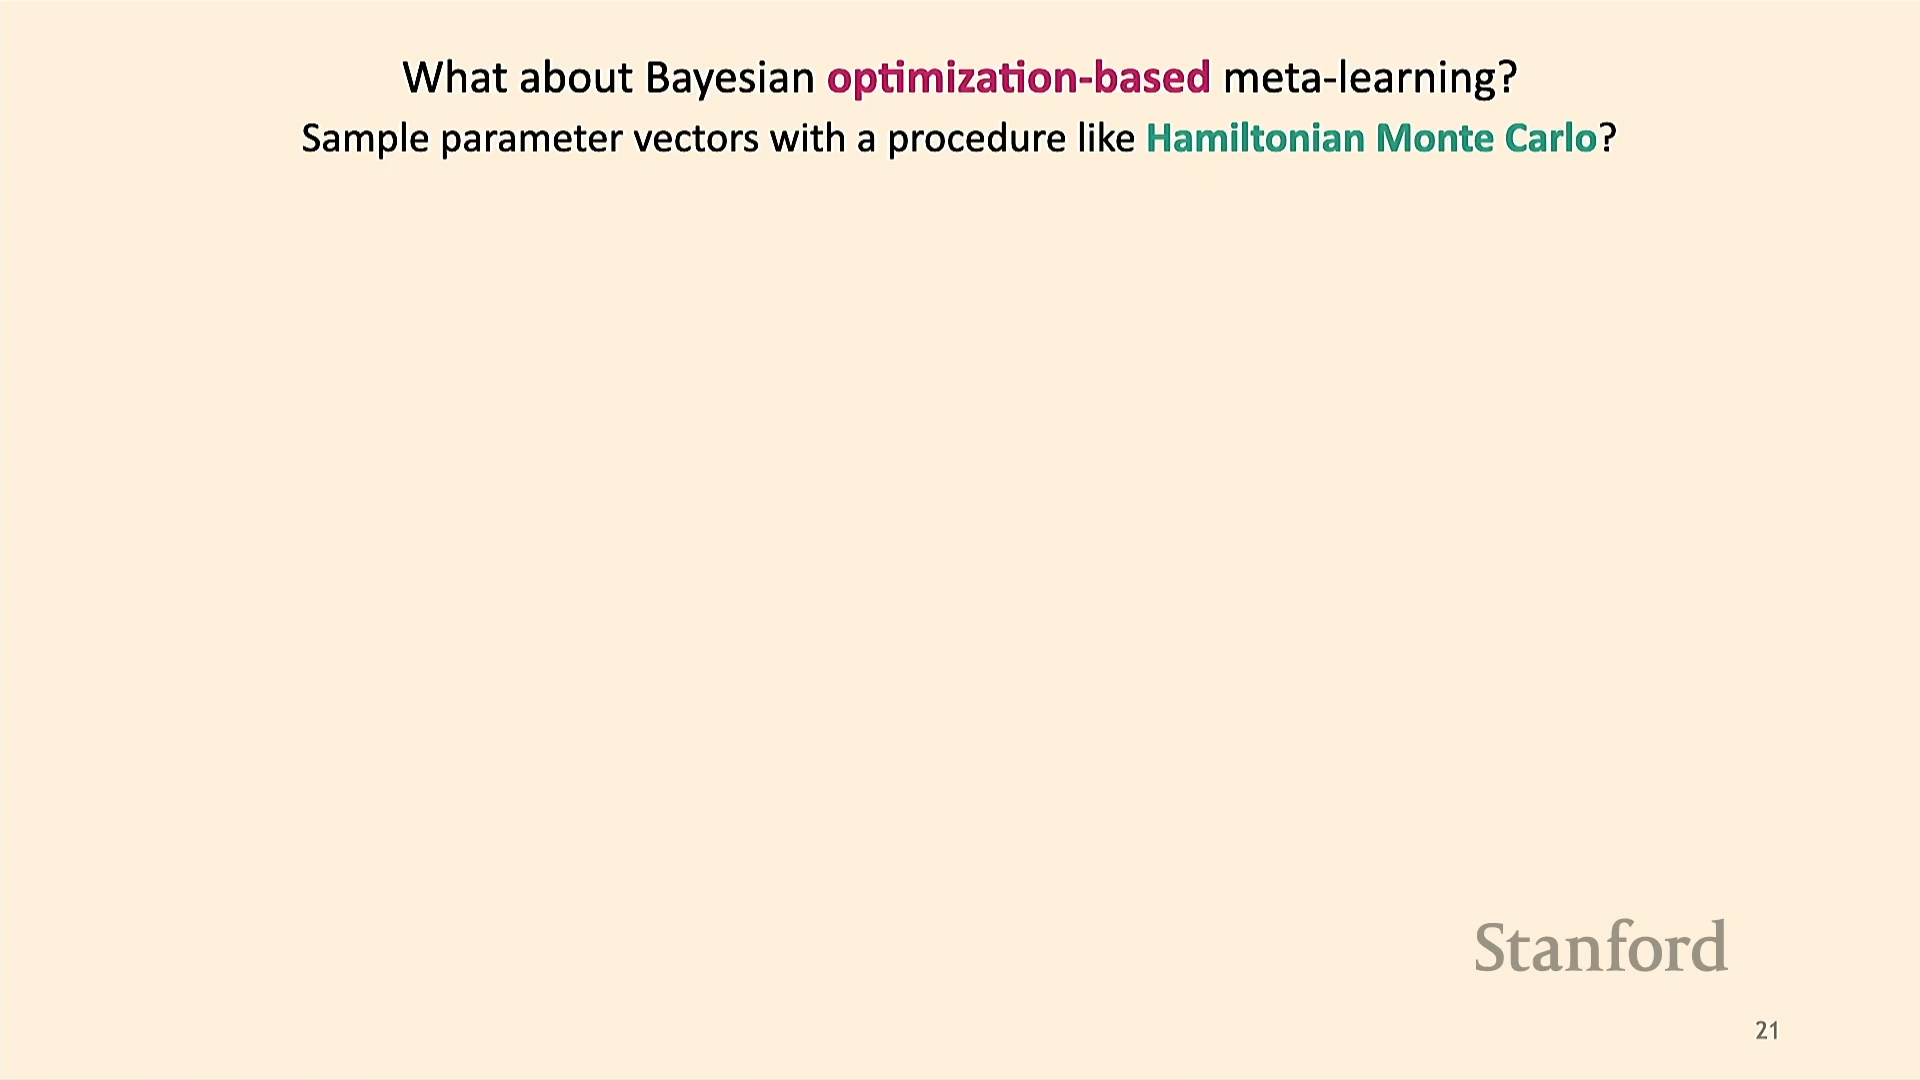 What about Bayesian optimization-based meta-learning?
Sample parameter vectors with a procedure like Hamiltonian Monte Carlo?
Stanford
21